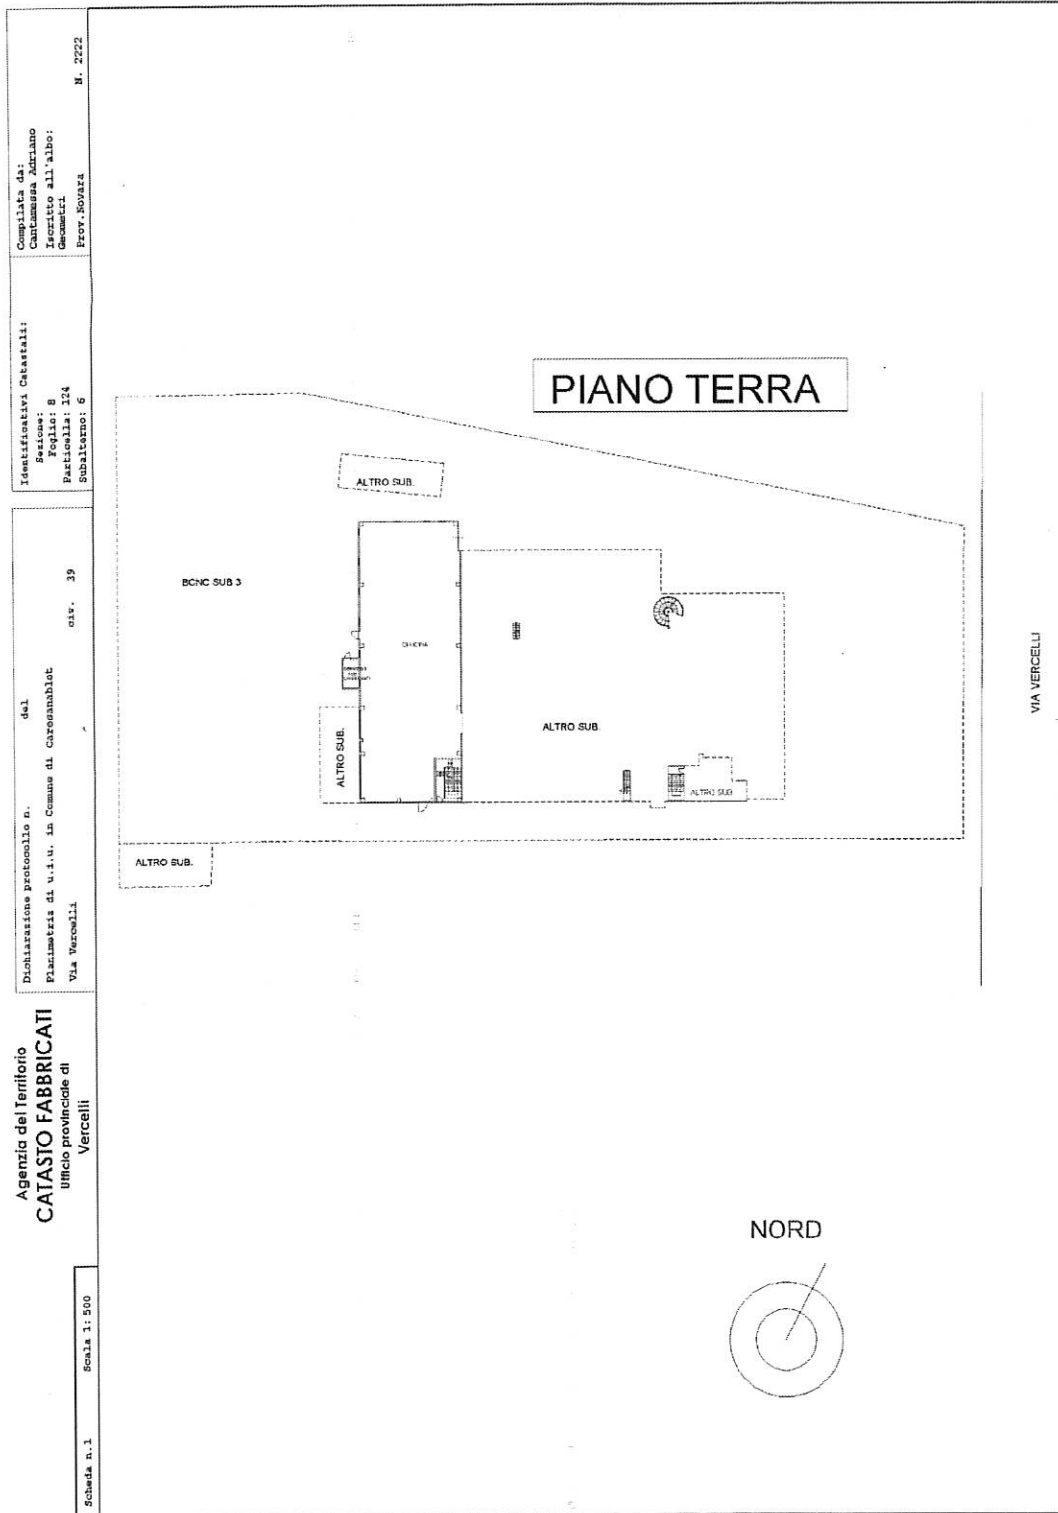 Agenzia del Territorio
CATASTO FABBRICATI
Ufficio provinciale di
Vercelli
Dichiarazione protocollo n. del
Planimetria di u.i.u. in Comune di Caresanablot
Via Vercelli civ. 39
Identificativi Catastali:
Sezione:
Foglio: 8
Particella: 124
Subalterno: 6
Compilata da:
Cantamessa Adriano
Iscritto all'albo:
Geometri
Prov. Novara N. 2222
Scheda n.1 Scala 1: 500
PIANO TERRA
ALTRO SUB.
BCNC SUB 3
OFFICINA
ALTRO SUB.
ALTRO SUB.
ALTRO SUB
ALTRO SUB.
VIA VERCELLI
NORD